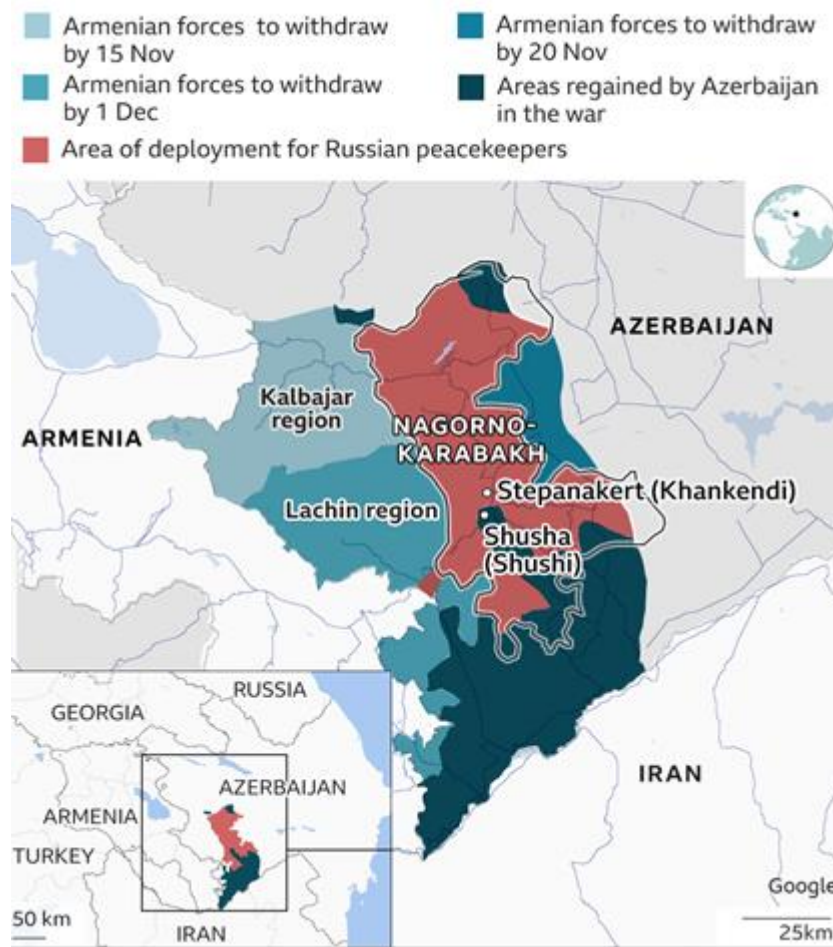 Armenian forces to withdraw
by 15 Nov
Armenian forces to withdraw
by 20 Nov
Armenian forces to withdraw
by 1 Dec
Areas regained by Azerbaijan
in the war
Area of deployment for Russian peacekeepers
AZERBAIJAN
Kalbajar
region
ARMENIA
NAGORNO-
KARABAKH
Stepanakert (Khankendi)
Lachin region
Shusha
(Shushi)
IRAN
RUSSIA
GEORGIA
AZERBAIJAN
ARMENIA
TURKEY
IRAN
50 km
Google
25km